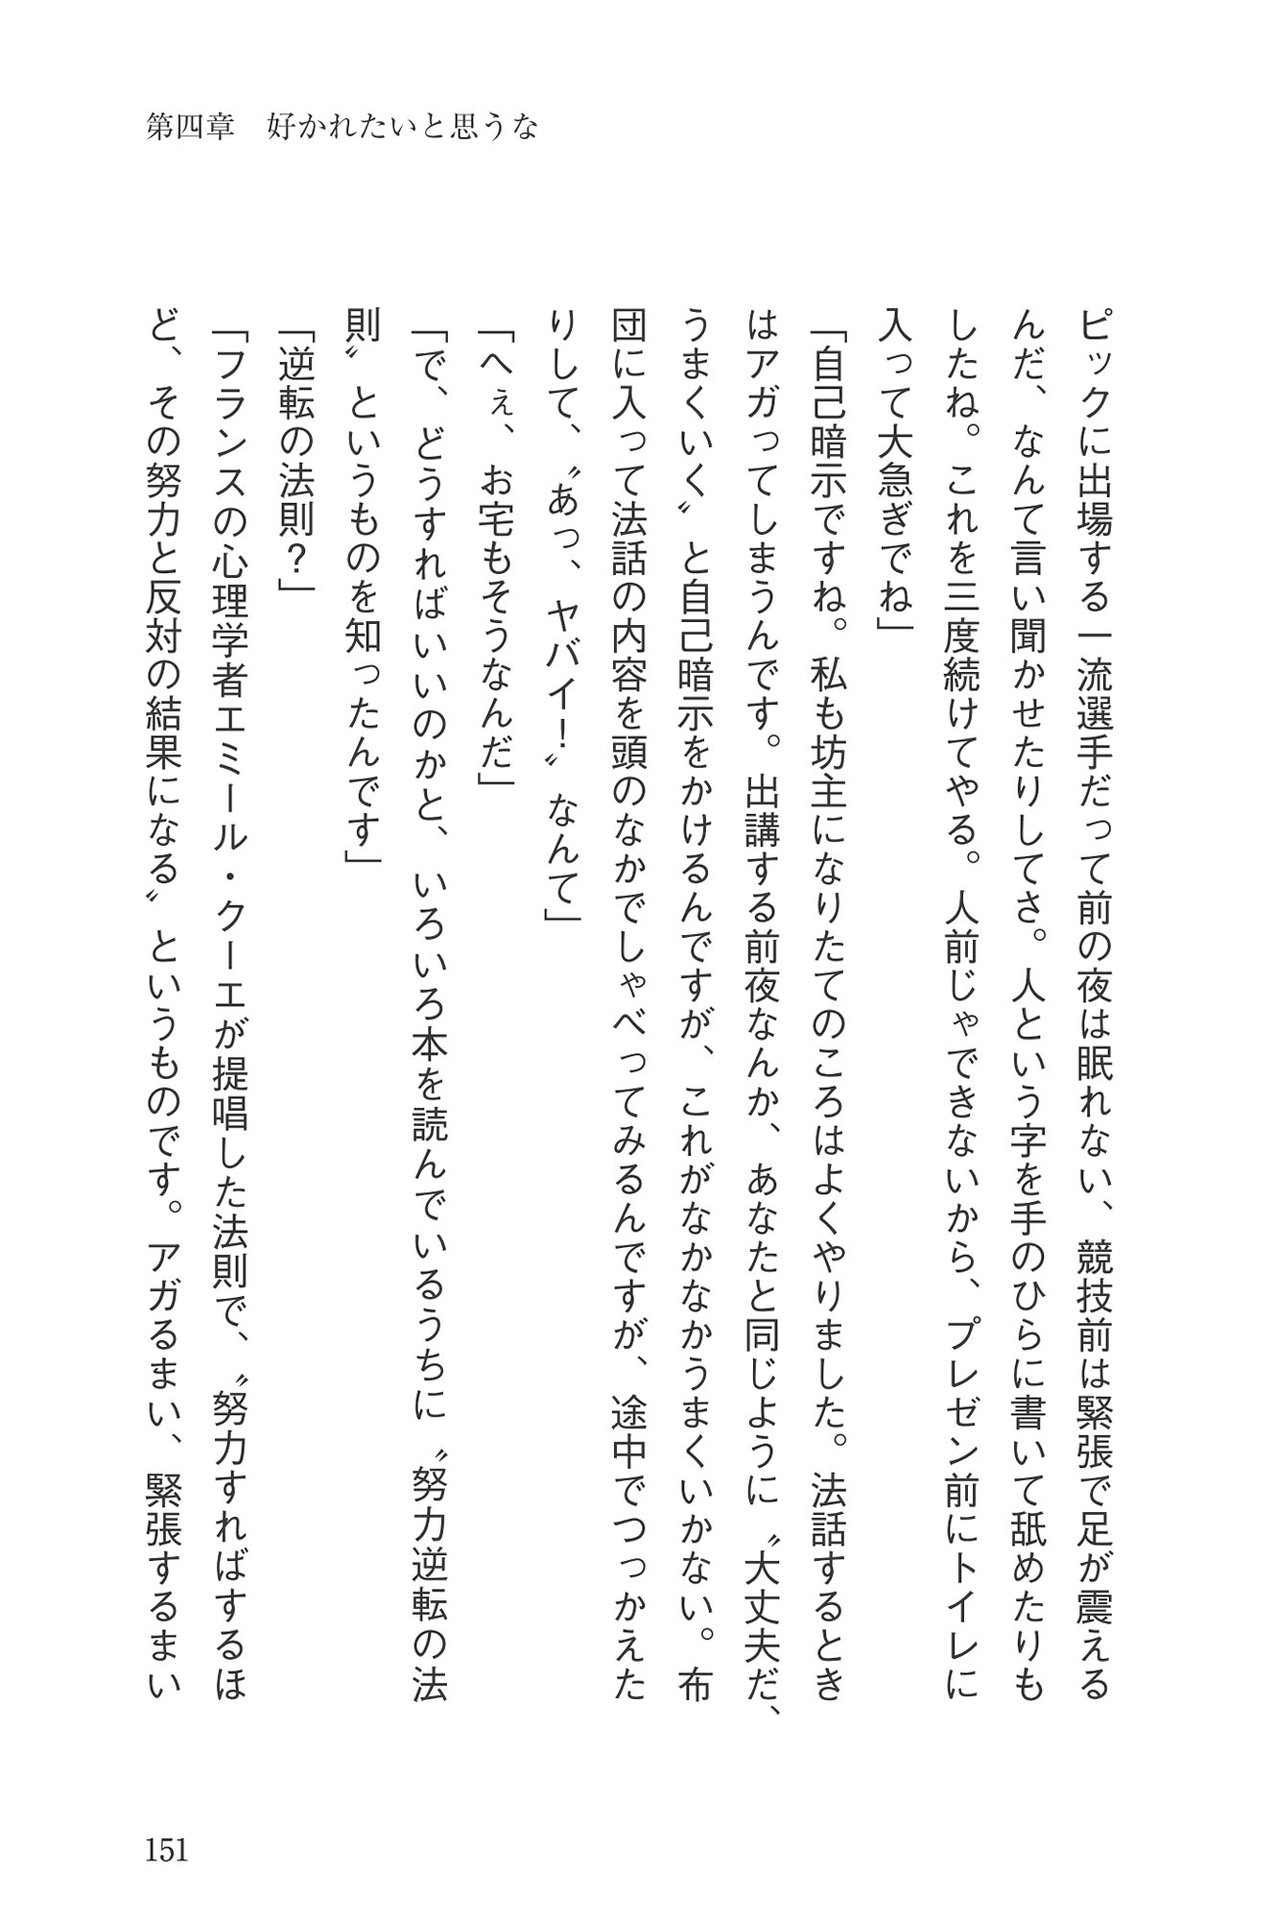 第四章　好かれたいと思うな
ピックに出場する一流選手だって前の夜は眠れない、競技前は緊張で足が震える
んだ、なんて言い聞かせたりしてさ。人という字を手のひらに書いて舐めたりも
したね。これを三度続けてやる。人前じゃできないから、プレゼン前にトイレに
入って大急ぎでね」
「自己暗示ですね。私も坊主になりたてのころはよくやりました。法話するとき
はアガってしまうんです。出講する前夜なんか、あなたと同じように〝大丈夫だ、
うまくいく〟と自己暗示をかけるんですが、これがなかなかうまくいかない。布
団に入って法話の内容を頭のなかでしゃべってみるんですが、途中でつっかえた
りして、〝あっ、ヤバイ！〟なんて」
「へぇ、お宅もそうなんだ」
「で、どうすればいいのかと、いろいろ本を読んでいるうちに〝努力逆転の法
則〟というものを知ったんです」
「逆転の法則？」
「フランスの心理学者エミール・クーエが提唱した法則で、〝努力すればするほ
ど、その努力と反対の結果になる〟というものです。アガるまい、緊張するまい
151